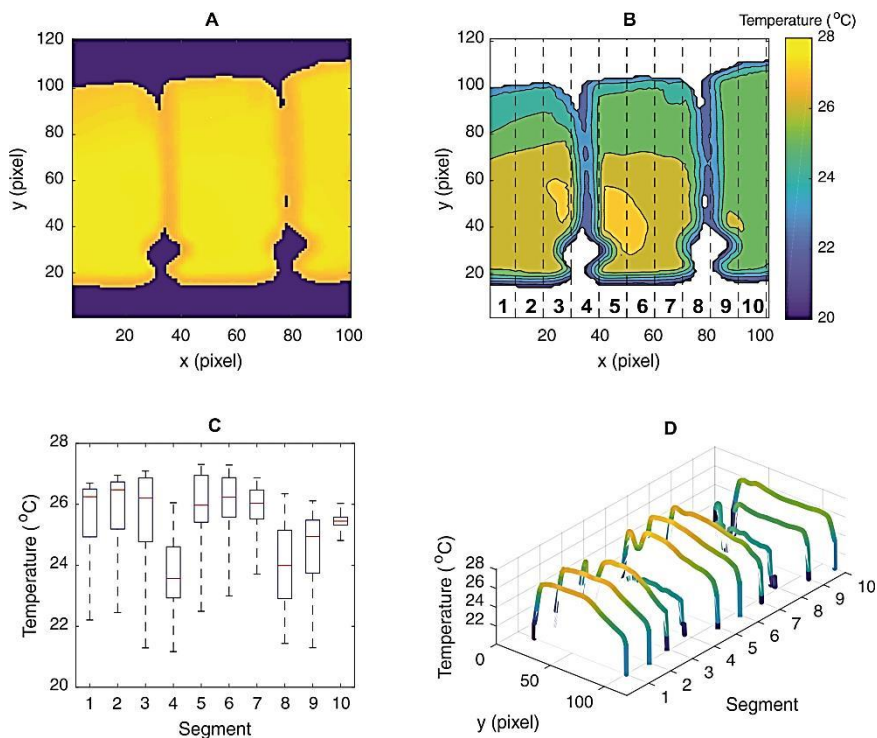 A
B
Temperature (°C)
120
100
80
60
40
20
y (pixel)
20 40 60 80 100
x (pixel)
120
100
80
60
40
20
y (pixel)
1 2 3 4 5 6 7 8 9 10
0 20 40 60 80 100
x (pixel)
28
26
24
22
20
C
28
26
24
22
20
Temperature (°C)
1 2 3 4 5 6 7 8 9 10
Segment
D
28
26
24
22
Temperature (°C)
0
50
100
y (pixel)
1
2
3
4
5
6
7
8
9
10
Segment